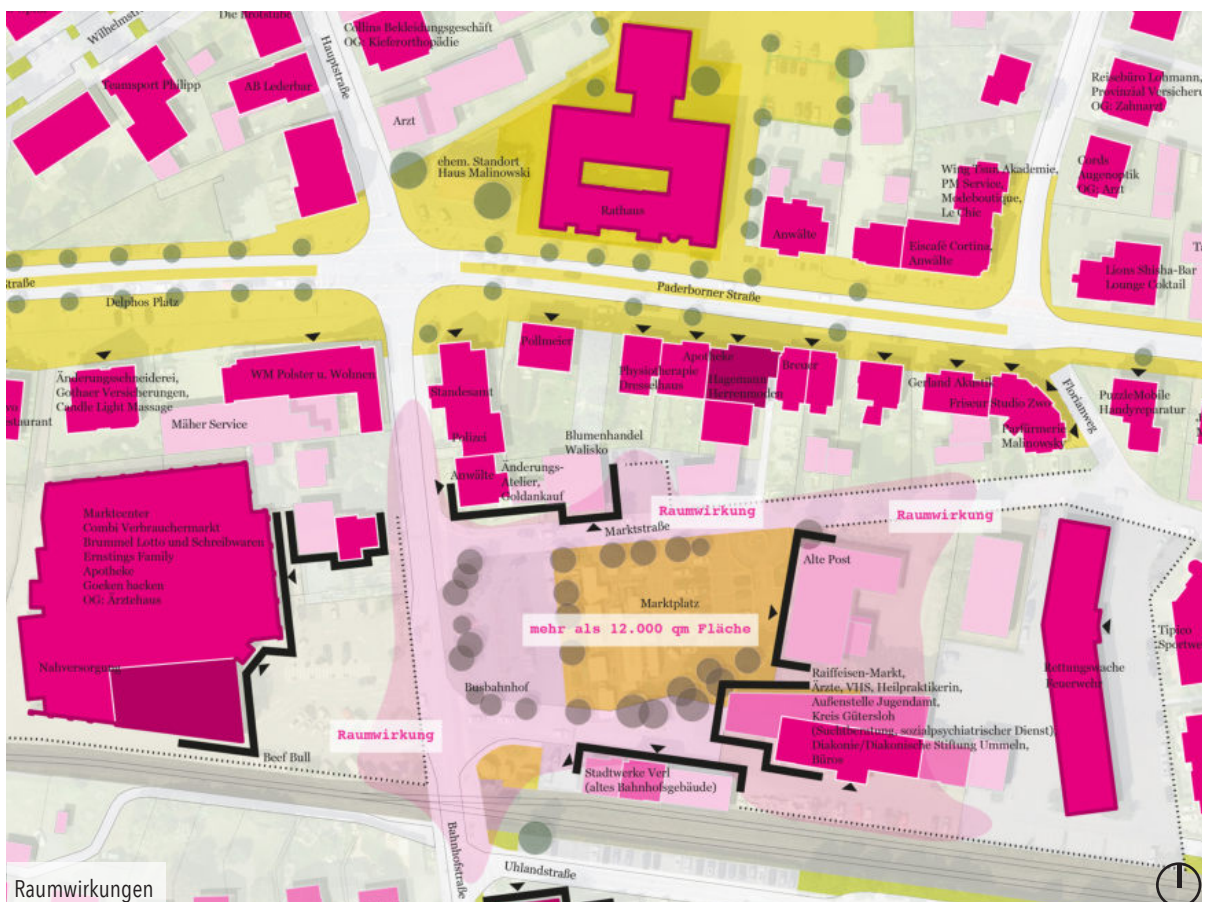 Wilhelmstr
Die Brotstube
Collins Bekleidungsgeschäft
OG: Kieferorthopädie
Hauptstraße
Teamsport Philipp
AB Lederbar
Arzt
ehem. Standort
Haus Malinowski
Rathaus
Anwälte
Wing Tsun Akademie,
PM Service,
Modeboutique,
Le Chic
Eiscafè Cortina,
Anwälte
Reisebüro Lohmann,
Provinzial Versicheru
OG: Zahnarzt
Cords
Augenoptik
OG: Arzt
Lions Shisha-Bar
Lounge Coktail
straße
Delphos Platz
Paderborner Straße
Änderungsschneiderei,
Gothaer Versicherungen,
Candle Light Massage
WM Polster u. Wohnen
Mäher Service
estaurant
Standesamt
Polizei
Anwälte
Pollmeier
Physiotherapie
Dresselhaus
Apotheke
Hagemann
Herrenmoden
Breuer
Gerland Akustik
Friseur Studio Zwo
Parfümerie
Malinowsky
Florianweg
PuzzleMobile
Handyreparatur
Blumenhandel
Walisko
Änderungs-
Atelier,
Goldankauf
Marktstraße
Raumwirkung
Raumwirkung
Marktcenter
Combi Verbrauchermarkt
Brummel Lotto und Schreibwaren
Ernstings Family
Apotheke
Goeken backen
OG: Ärztehaus
Nahversorgung
Beef Bull
Raumwirkung
Busbahnhof
Marktplatz
mehr als 12.000 qm Fläche
Alte Post
Raiffeisen-Markt,
Ärzte, VHS, Heilpraktikerin,
Außenstelle Jugendamt,
Kreis Gütersloh
(Suchtberatung, sozialpsychiatrischer Dienst)
Diakonie/Diakonische Stiftung Ummeln,
Büros
Rettungswache
Feuerwehr
Tipico
Sportwe
Stadtwerke Verl
(altes Bahnhofsgebäude)
Bahnhofstraße
Uhlandstraße
Raumwirkungen